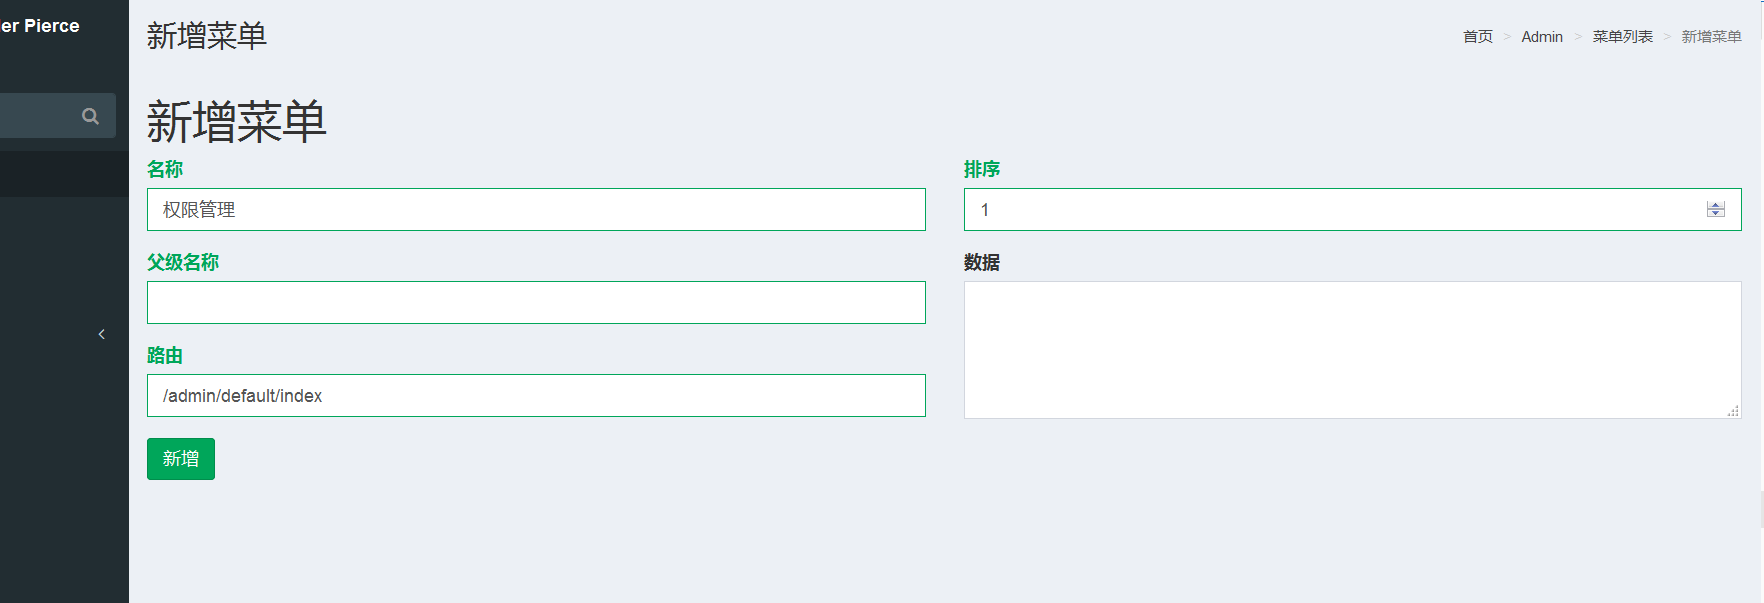 er Pierce
新增菜单
首页 > Admin > 菜单列表 > 新增菜单
新增菜单
名称
排序
权限管理
1
父级名称
数据
路由
/admin/default/index
新增